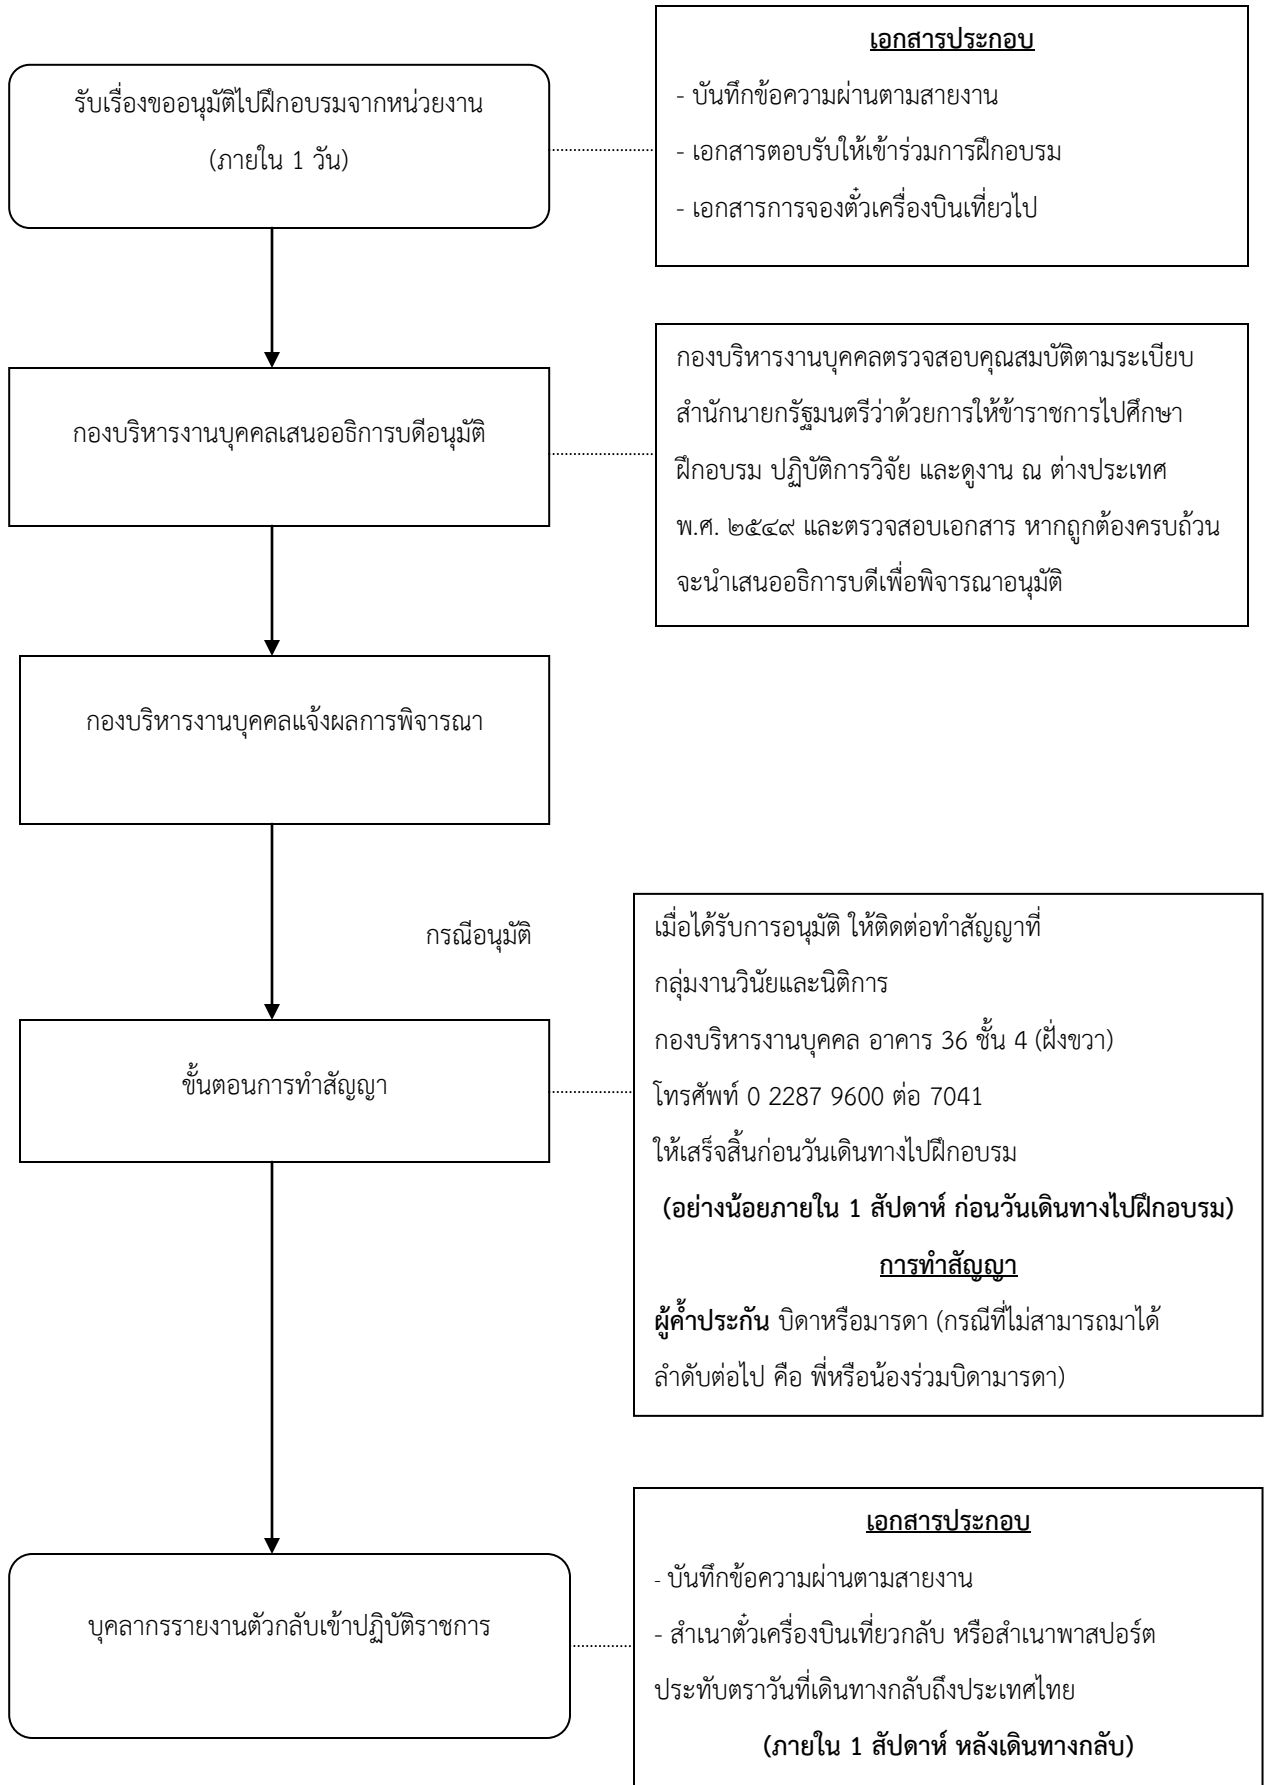 เอกสารประกอบ
รับเรื่องขออนุมัติไปฝึกอบรมจากหน่วยงาน
(ภายใน 1 วัน)
- บันทึกข้อความผ่านตามสายงาน
- เอกสารตอบรับให้เข้าร่วมการฝึกอบรม
- เอกสารการจองตั๋วเครื่องบินเที่ยวไป
กองบริหารงานบุคคลเสนออธิการบดีอนุมัติ
กองบริหารงานบุคคลตรวจสอบคุณสมบัติตามระเบียบ
สำนักนายกรัฐมนตรีว่าด้วยการให้ข้าราชการไปศึกษา
ฝึกอบรม ปฏิบัติการวิจัย และดูงาน ณ ต่างประเทศ
พ.ศ. ๒๕๔๙ และตรวจสอบเอกสาร หากถูกต้องครบถ้วน
จะนำเสนออธิการบดีเพื่อพิจารณาอนุมัติ
กองบริหารงานบุคคลแจ้งผลการพิจารณา
กรณีอนุมัติ
ขั้นตอนการทำสัญญา
เมื่อได้รับการอนุมัติ ให้ติดต่อทำสัญญาที่
กลุ่มงานวินัยและนิติการ
กองบริหารงานบุคคล อาคาร 36 ชั้น 4 (ฝั่งขวา)
โทรศัพท์ 0 2287 9600 ต่อ 7041
ให้เสร็จสิ้นก่อนวันเดินทางไปฝึกอบรม
(อย่างน้อยภายใน 1 สัปดาห์ ก่อนวันเดินทางไปฝึกอบรม)
การทำสัญญา
ผู้ค้ำประกัน บิดาหรือมารดา (กรณีที่ไม่สามารถมาได้
ลำดับต่อไป คือ พี่หรือน้องร่วมบิดามารดา)
บุคลากรรายงานตัวกลับเข้าปฏิบัติราชการ
เอกสารประกอบ
- บันทึกข้อความผ่านตามสายงาน
- สำเนาตั๋วเครื่องบินเที่ยวกลับ หรือสำเนาพาสปอร์ต
ประทับตราวันที่เดินทางกลับถึงประเทศไทย
(ภายใน 1 สัปดาห์ หลังเดินทางกลับ)